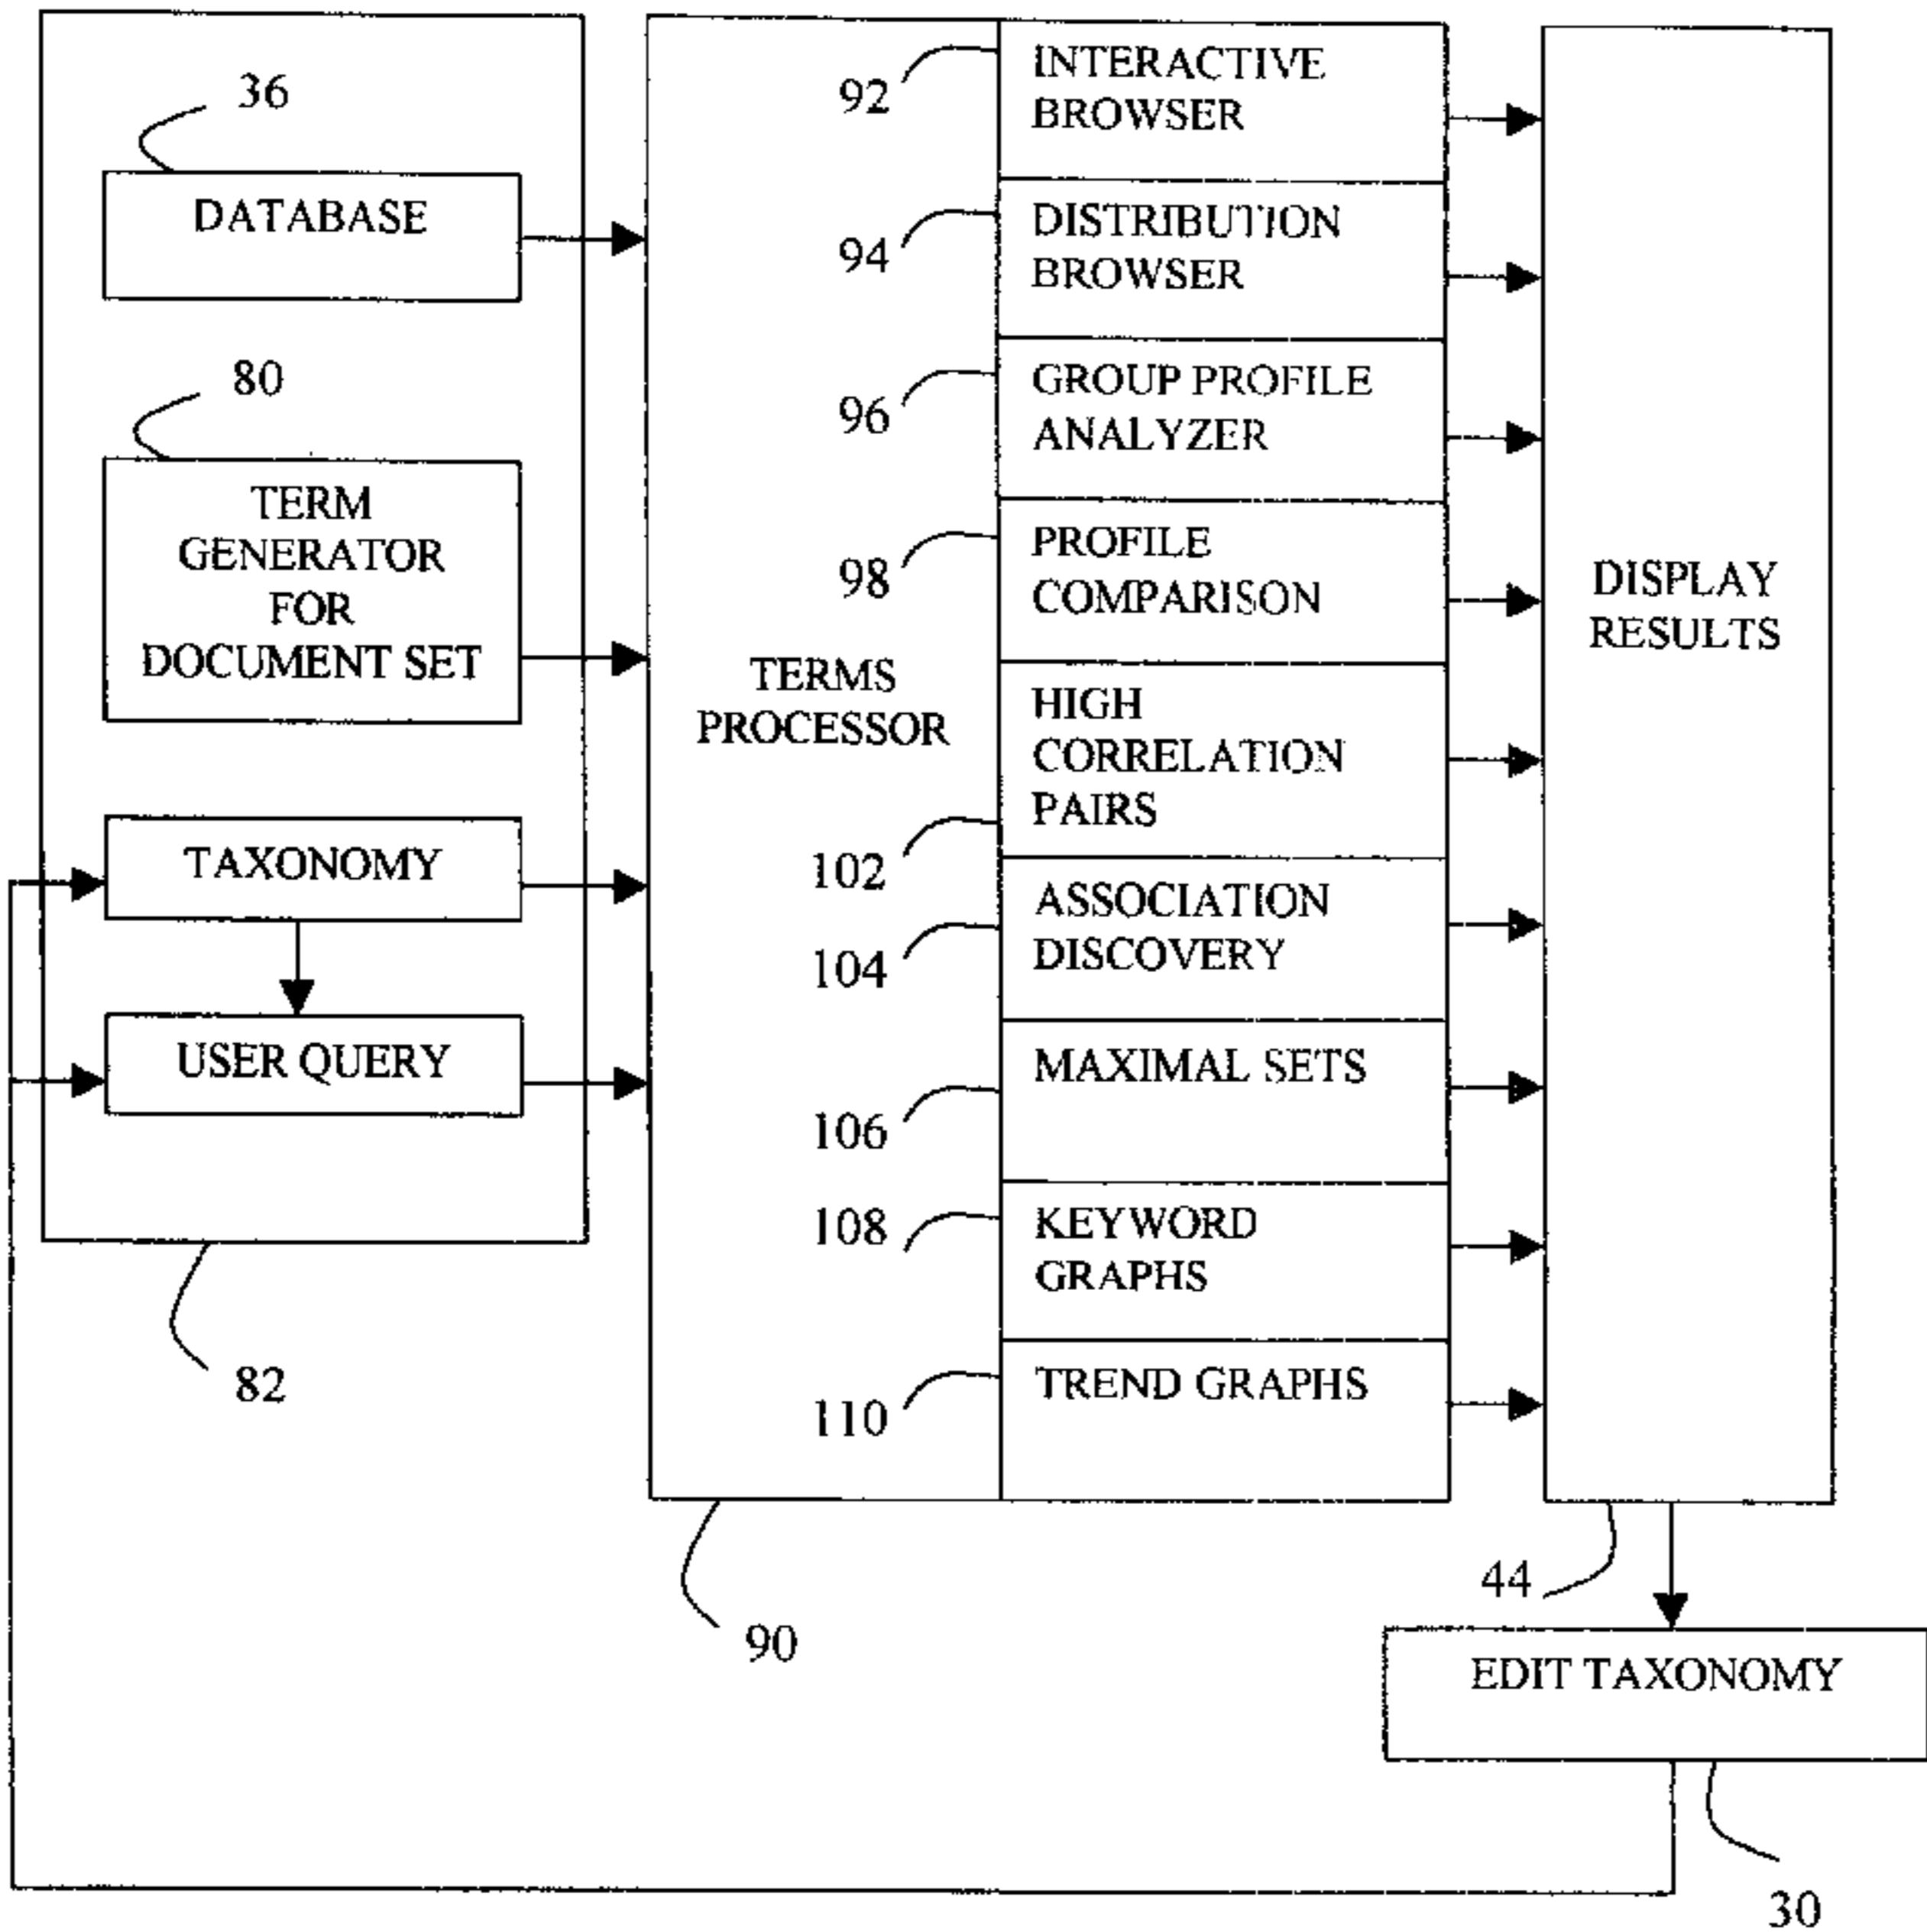 36
DATABASE
80
TERM
GENERATOR
FOR
DOCUMENT SET
TAXONOMY
USER QUERY
82
TERMS
PROCESSOR
90
92
INTERACTIVE
BROWSER
94
DISTRIBUTION
BROWSER
96
GROUP PROFILE
ANALYZER
98
PROFILE
COMPARISON
102
HIGH
CORRELATION
PAIRS
104
ASSOCIATION
DISCOVERY
106
MAXIMAL SETS
108
KEYWORD
GRAPHS
110
TREND GRAPHS
DISPLAY
RESULTS
44
EDIT TAXONOMY
30